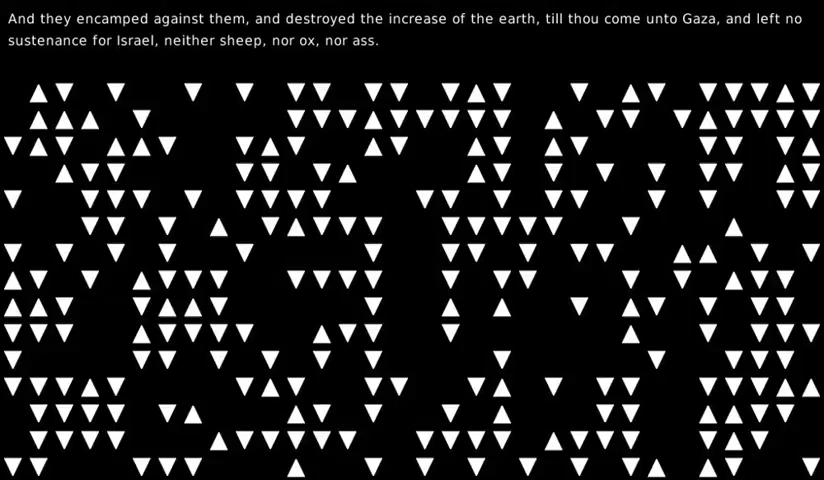 And they encamped against them, and destroyed the increase of the earth, till thou come unto Gaza, and left no
sustenance for Israel, neither sheep, nor ox, nor ass.